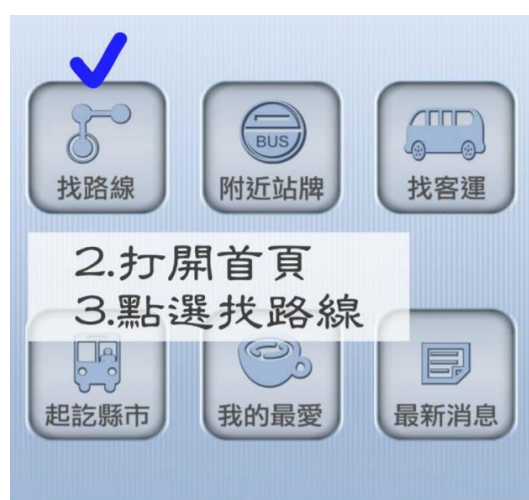 找路線
BUS
附近站牌
找客運
2.打開首頁
3.點選找路線
起訖縣市
我的最愛
最新消息